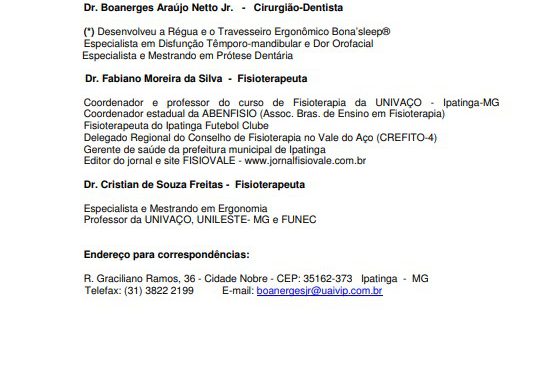 Dr. Boanerges Araújo Netto Jr. - Cirurgião-Dentista
(*) Desenvolveu a Régua e o Travesseiro Ergonômico Bona'sleep®
Especialista em Disfunção Têmporo-mandibular e Dor Orofacial
Especialista e Mestrando em Prótese Dentária
Dr. Fabiano Moreira da Silva - Fisioterapeuta
Coordenador e professor do curso de Fisioterapia da UNIVAÇO - Ipatinga-MG
Coordenador estadual da ABENFISIO (Assoc. Bras. de Ensino em Fisioterapia)
Fisioterapeuta do Ipatinga Futebol Clube
Delegado Regional do Conselho de Fisioterapia no Vale do Aço (CREFITO-4)
Gerente de saúde da prefeitura municipal de Ipatinga
Editor do jornal e site FISIOVALE - www.jornalfisiovale.com.br
Dr. Cristian de Souza Freitas - Fisioterapeuta
Especialista e Mestrando em Ergonomia
Professor da UNIVAÇO, UNILESTE- MG e FUNEC
Endereço para correspondências:
R. Graciliano Ramos, 36 - Cidade Nobre - CEP: 35162-373 Ipatinga - MG
Telefax: (31) 3822 2199 E-mail: boanergesjr@uaivip.com.br